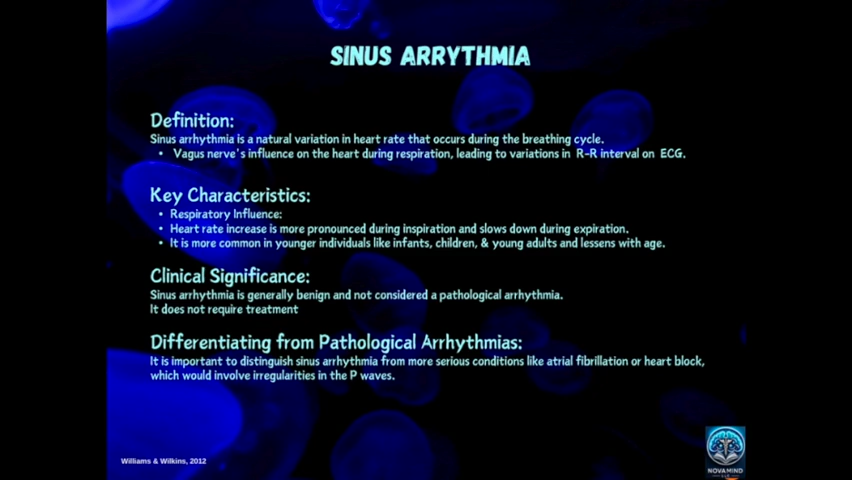 SINUS ARRYTHMIA
Definition:
Sinus arrhythmia is a natural variation in heart rate that occurs during the breathing cycle.
• Vagus nerve's influence on the heart during respiration, leading to variations in R-R interval on ECG.
Key Characteristics:
• Respiratory Influence:
• Heart rate increase is more pronounced during inspiration and slows down during expiration.
• It is more common in younger individuals like infants, children, & young adults and lessens with age.
Clinical Significance:
Sinus arrhythmia is generally benign and not considered a pathological arrhythmia.
It does not require treatment
Differentiating from Pathological Arrhythmias:
It is important to distinguish sinus arrhythmia from more serious conditions like atrial fibrillation or heart block,
which would involve irregularities in the P waves.
Williams & Wilkins, 2012
NOVAMIND